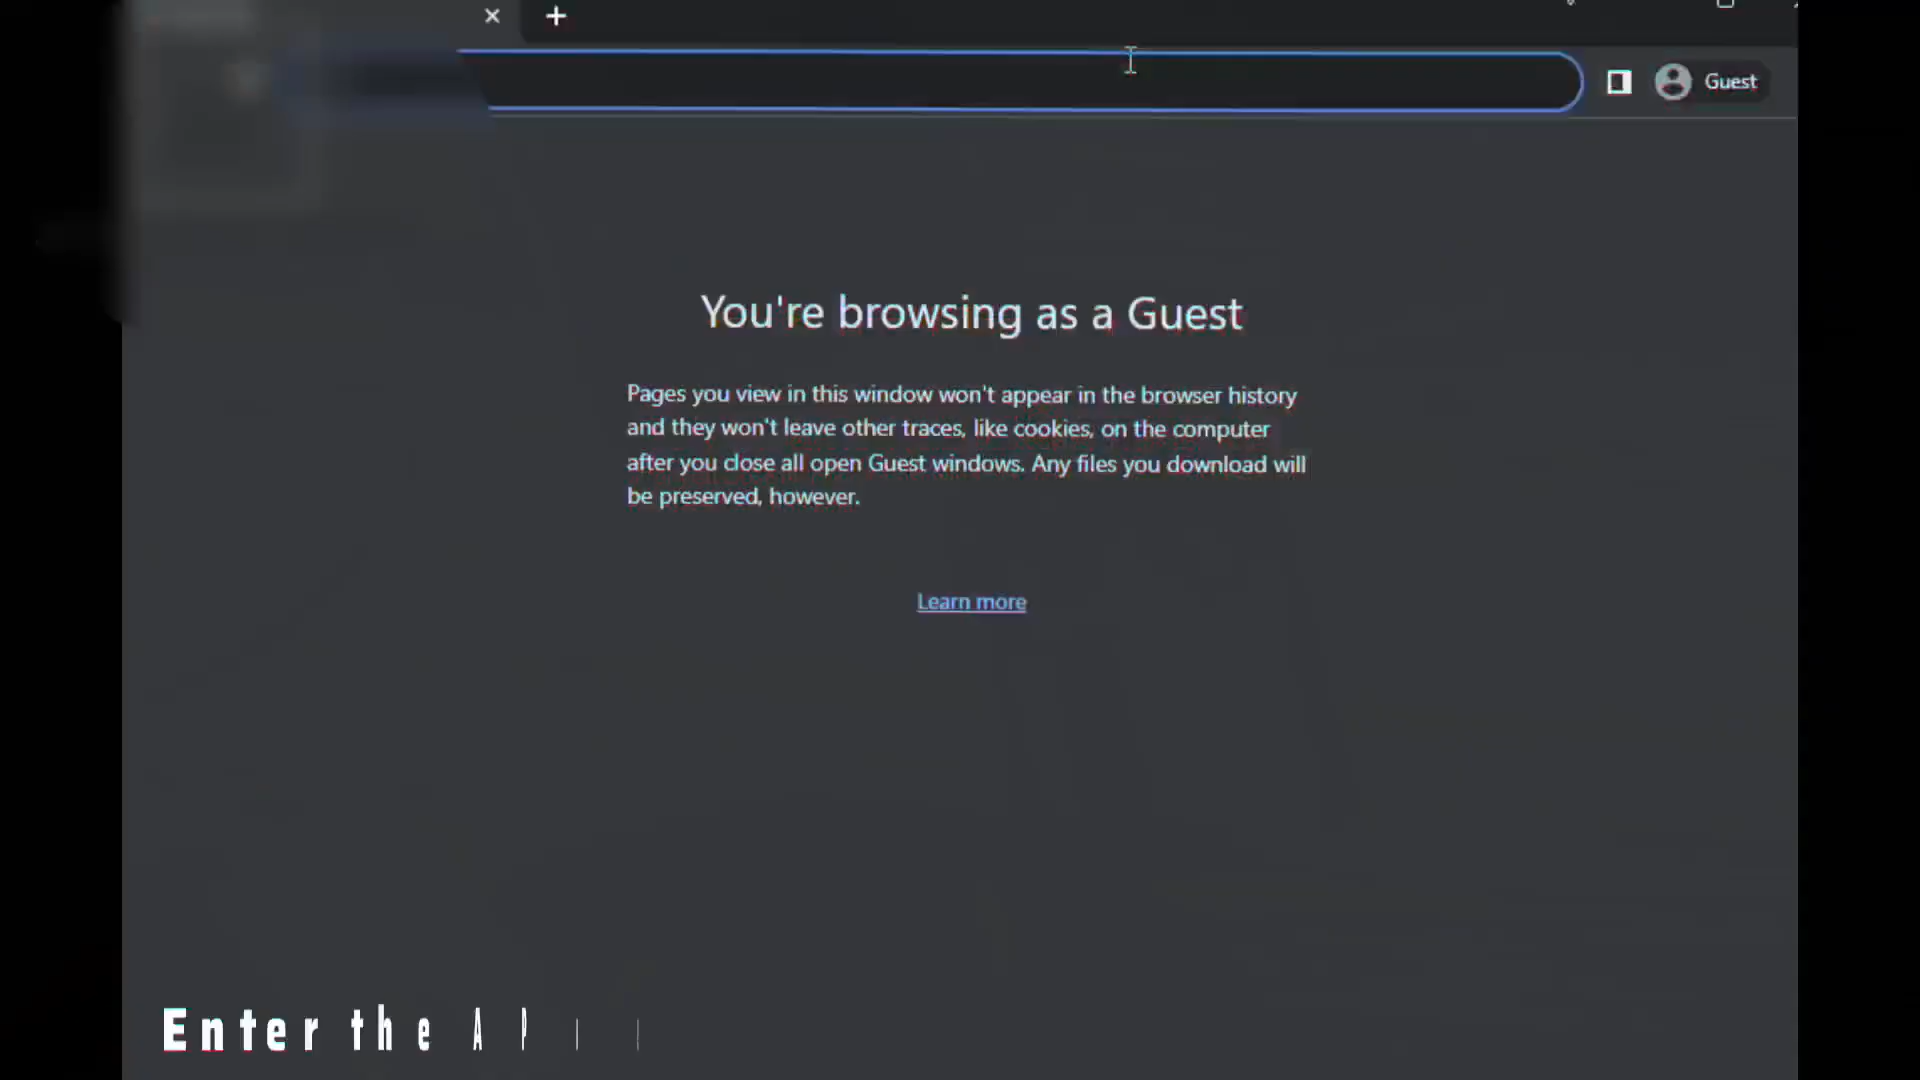 Guest
You're browsing as a Guest
Pages you view in this window won't appear in the browser history
and they won't leave other traces, like cookies, on the computer
after you close all open Guest windows. Any files you download will
be preserved, however.
Learn more
Enter the AP